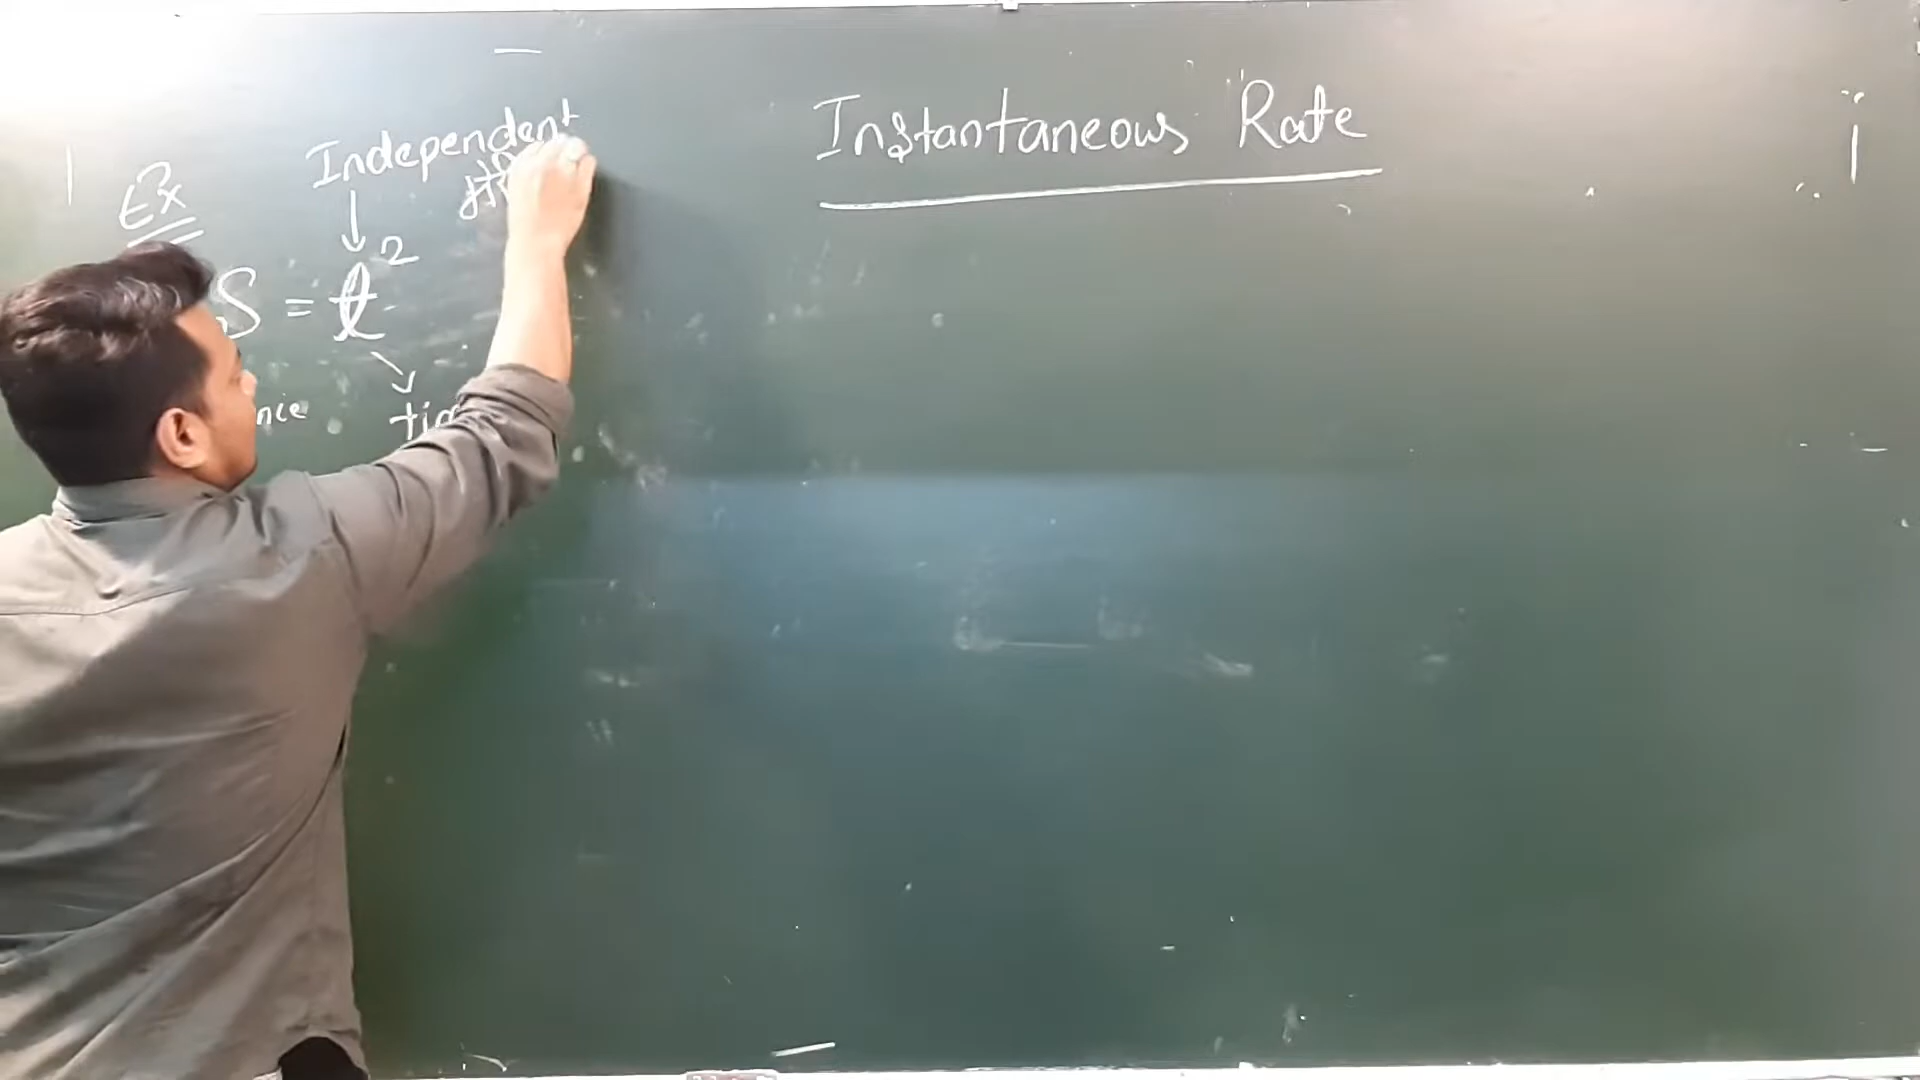 Instantaneous Rate
Independent
Ex
S = t²